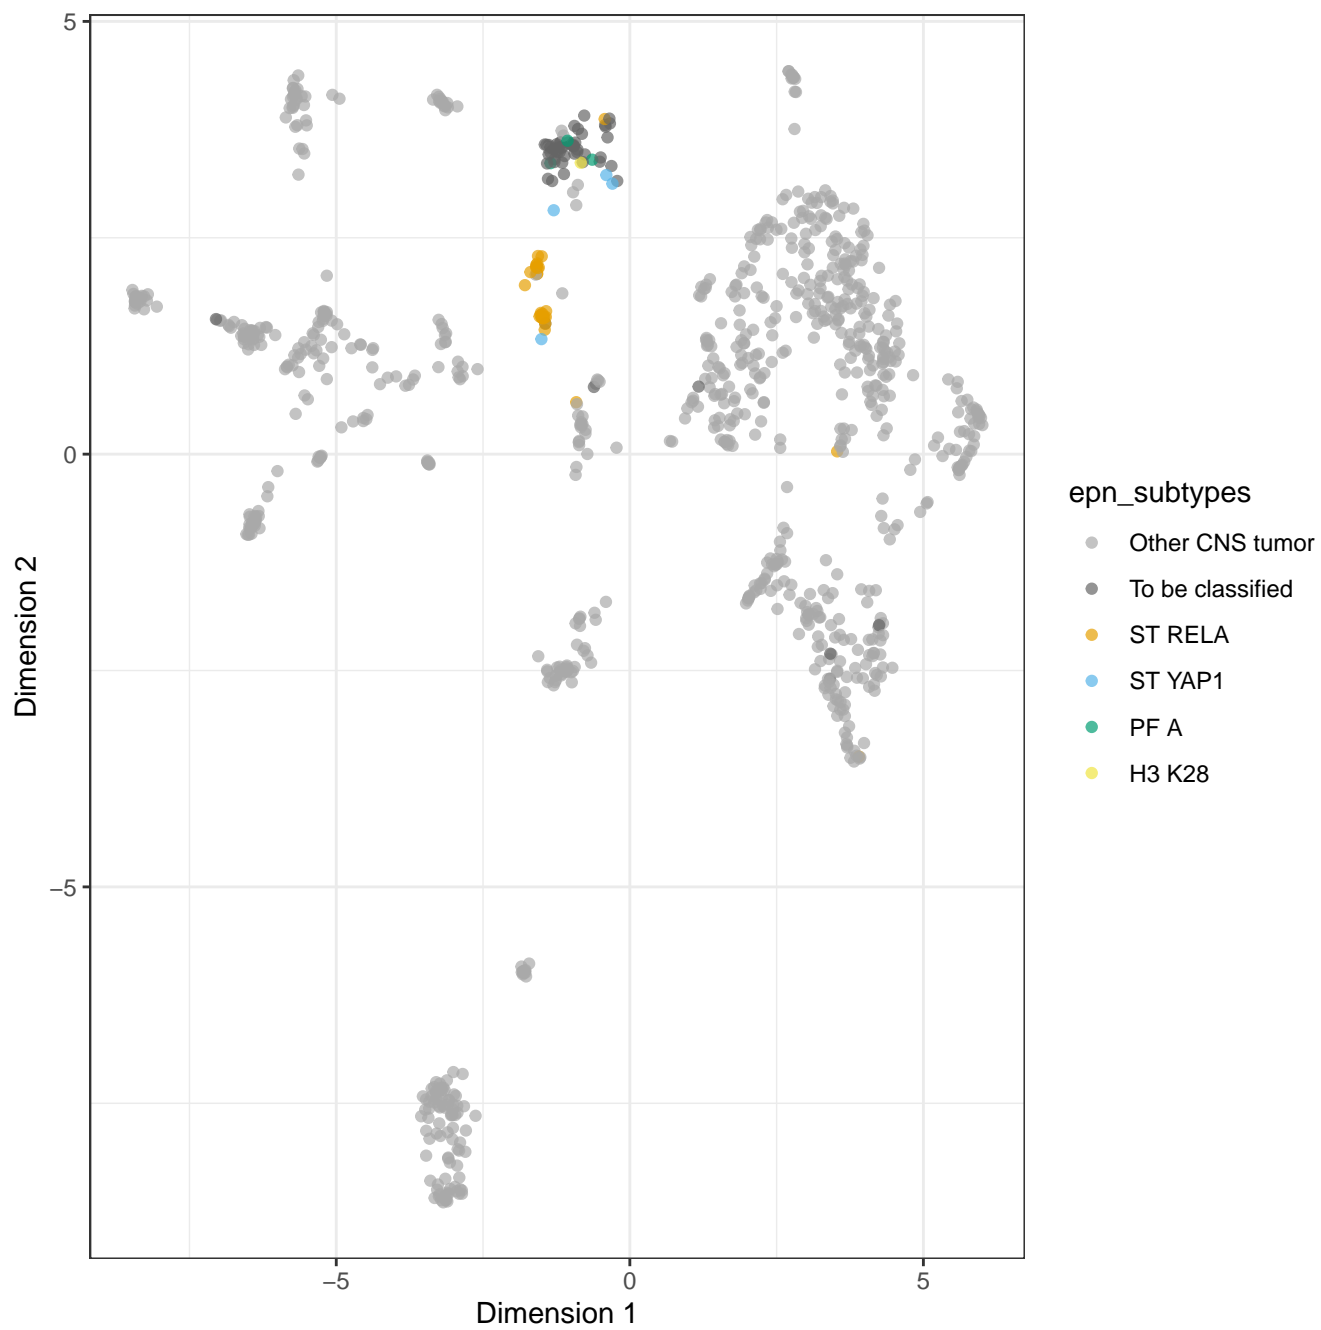 5
0
−5
−5
0
5
Dimension 1
Dimension 2
epn_subtypes
Other CNS tumor
To be classified
ST RELA
ST YAP1
PF A
H3 K28